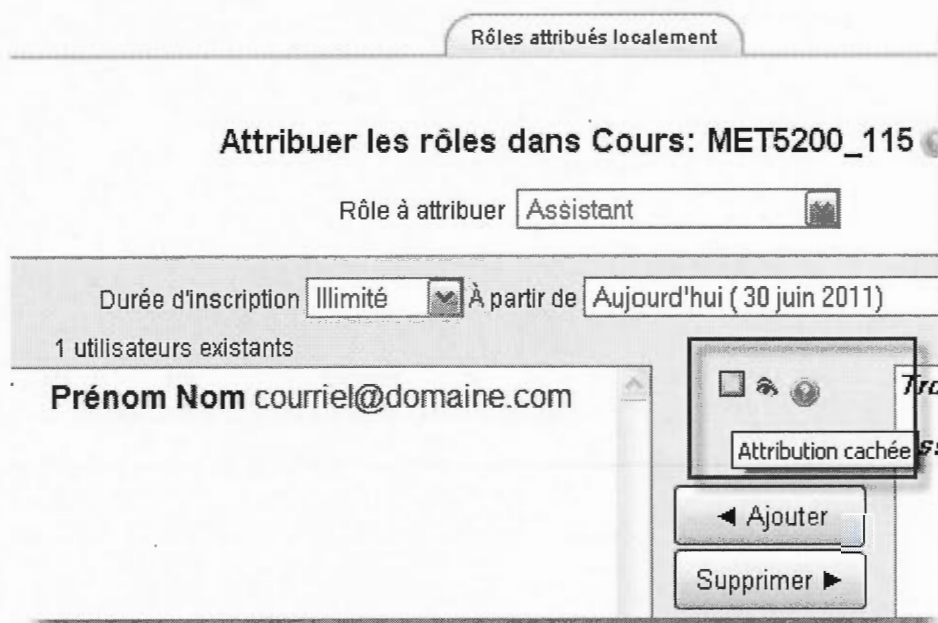 Rôles attribués localement
Attribuer les rôles dans Cours: MET5200_115
Rôle à attribuer Assistant
Durée d'inscription Illimité À partir de Aujourd'hui ( 30 juin 2011)
1 utilisateurs existants
Prénom Nom courriel@domaine.com
Attribution cachée
◄ Ajouter
Supprimer ►